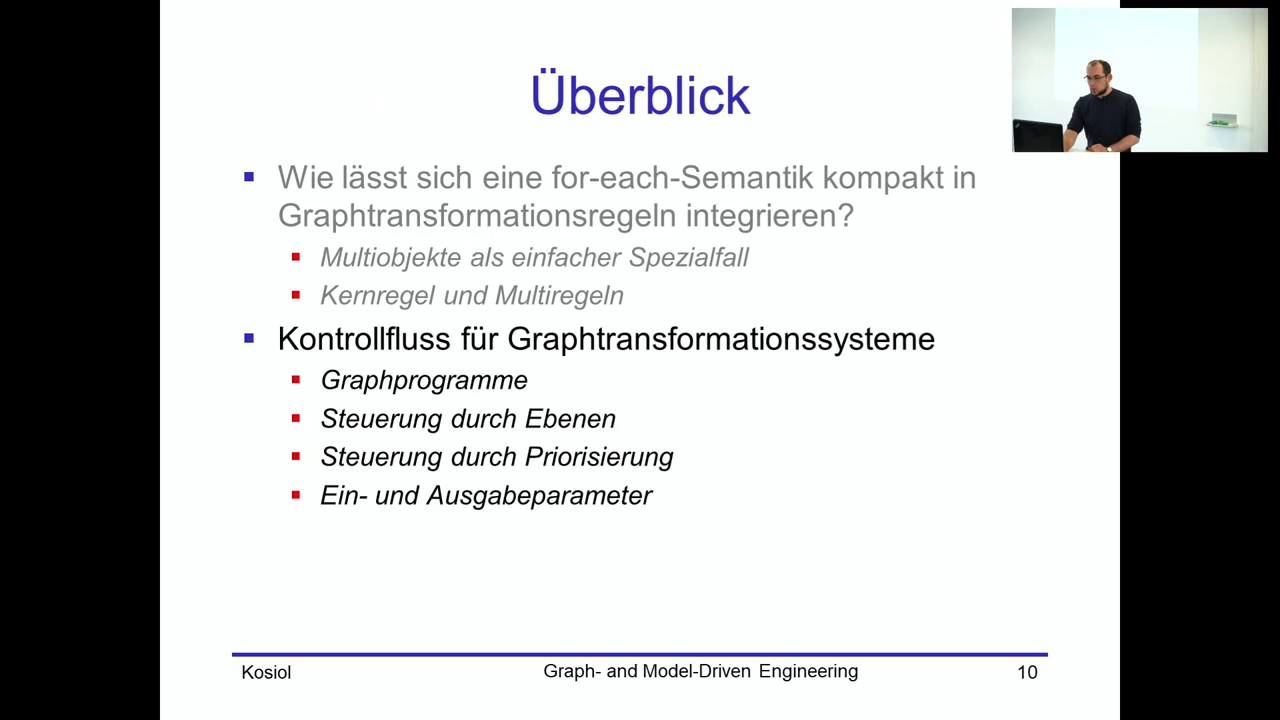 Überblick
Wie lässt sich eine for-each-Semantik kompakt in
Graphtransformationsregeln integrieren?
Multiobjekte als einfacher Spezialfall
Kernregel und Multiregeln
Kontrollfluss für Graphtransformationssysteme
Graphprogramme
Steuerung durch Ebenen
Steuerung durch Priorisierung
Ein- und Ausgabeparameter
Kosiol Graph- and Model-Driven Engineering 10